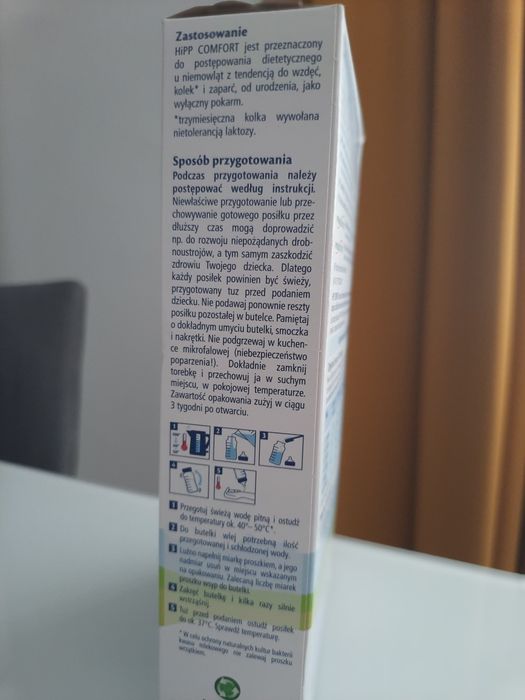 Zastosowanie
HiPP COMFORT jest przeznaczony
do postępowania dietetycznego
u niemowląt z tendencją do wzdęć,
kolek* i zaparć, od urodzenia, jako
wyłączny pokarm.
*trzymiesięczna kolka wywołana
nietolerancją laktozy.
Sposób przygotowania
Podczas przygotowania należy
postępować według instrukcji.
Niewłaściwe przygotowanie lub prze-
chowywanie gotowego posiłku przez
dłuższy czas mogą doprowadzić
np. do rozwoju niepożądanych drob-
noustrojów, a tym samym zaszkodzić
zdrowiu Twojego dziecka. Dlatego
każdy posiłek powinien być świeży,
przygotowany tuż przed podaniem
dziecku. Nie podawaj ponownie reszty
posiłku pozostałej w butelce. Pamiętaj
o dokładnym umyciu butelki, smoczka
i nakrętki. Nie podgrzewaj w kuchen-
ce mikrofalowej (niebezpieczeństwo
poparzenia!). Dokładnie zamknij
torebkę i przechowuj ja w suchym
miejscu, w pokojowej temperaturze.
Zawartość opakowania zużyj w ciągu
3 tygodni po otwarciu.
1 2 3
4 5
1 Przegotuj świeżą wodę pitną i ostudź
do temperatury ok. 40°– 50°C*.
2 Do butelki wlej potrzebną ilość
przegotowanej i schłodzonej wody.
3 Luźno napełnij miarkę proszkiem, a jego
nadmiar usuń w miejscu wskazanym
na opakowaniu. Zalecaną liczbę miarek
proszku wsyp do butelki.
4 Zakręć butelkę i kilka razy silnie
wstrząśnij.
5 Tuż przed podaniem ostudź posiłek
do ok. 37°C. Sprawdź temperaturę.
* W celu ochrony naturalnych kultur bakterii
kwasu mlekowego nie zalewaj proszku
wrzątkiem.